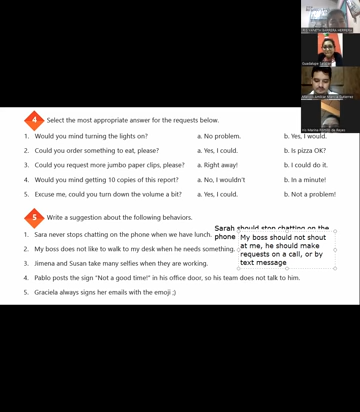 4 Select the most appropriate answer for the requests below.
1. Would you mind turning the lights on? a. No problem. b. Yes, I would.
2. Could you order something to eat, please? a. Yes, I could. b. Is pizza OK?
3. Could you request more jumbo paper clips, please? a. Right away! b. I could do it.
4. Would you mind getting 10 copies of this report? a. No, I wouldn't b. In a minute!
5. Excuse me, could you turn down the volume a bit? a. Yes, I could. b. Not a problem!
5 Write a suggestion about the following behaviors.
1. Sara never stops chatting on the phone when we have lunch.
Sarah should stop chatting on the
phone
2. My boss does not like to walk to my desk when he needs something.
My boss should not shout
at me, he should make
requests on a call, or by
text message
3. Jimena and Susan take many selfies when they are working.
4. Pablo posts the sign "Not a good time!" in his office door, so his team does not talk to him.
5. Graciela always signs her emails with the emoji ;)